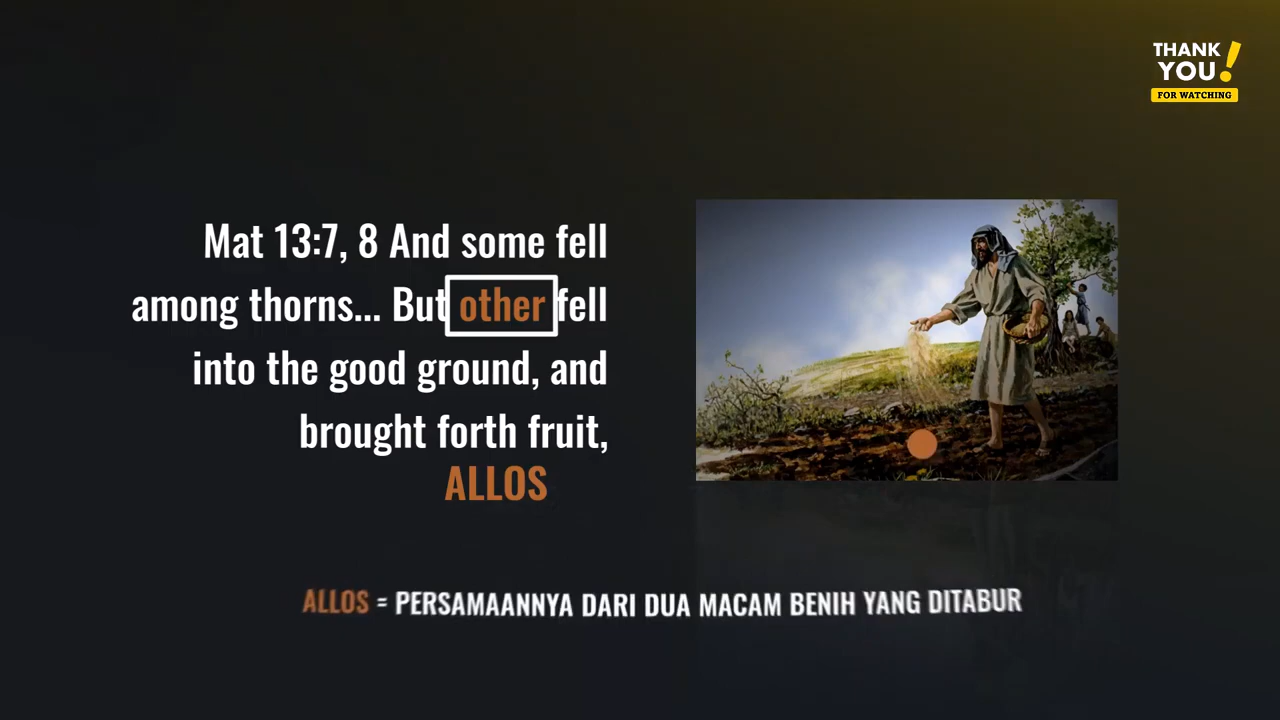 THANK
YOU!
FOR WATCHING
Mat 13:7, 8 And some fell
among thorns... But other fell
into the good ground, and
brought forth fruit,
ALLOS
ALLOS = PERSAMAANNYA DARI DUA MACAM BENIH YANG DITABUR